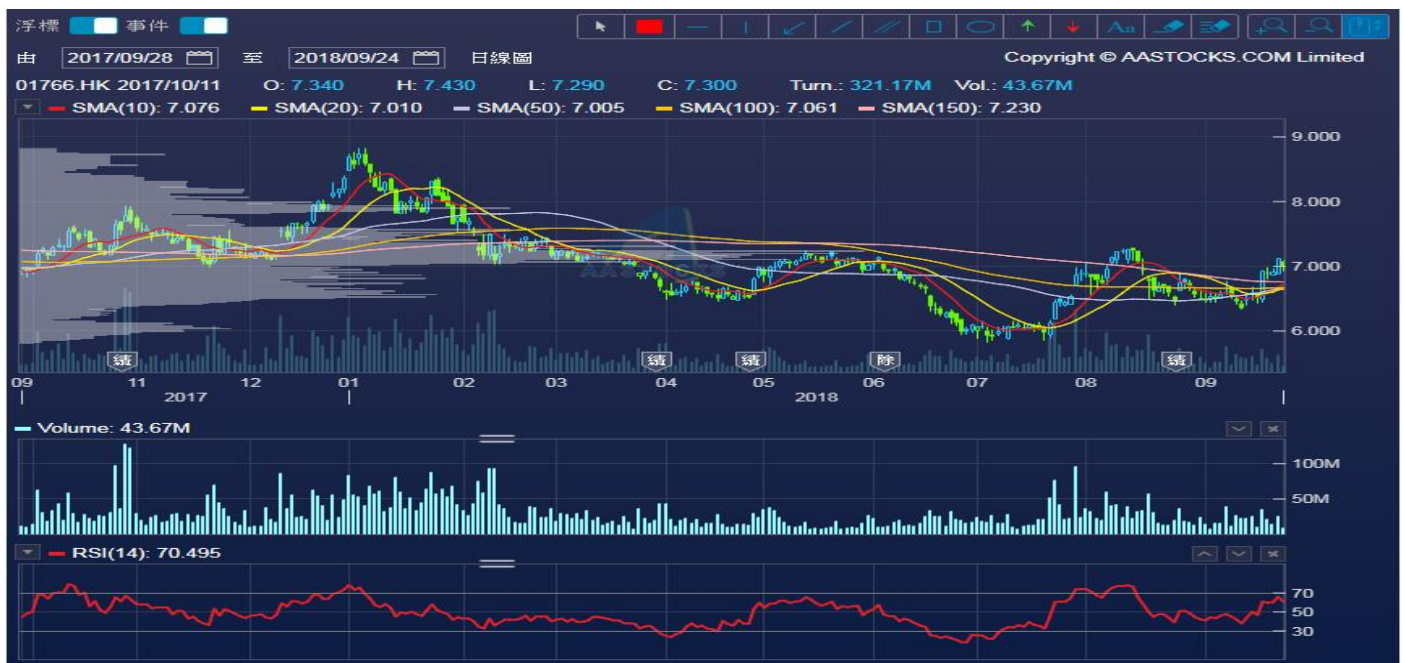 浮標 事件
Aa
由 2017/09/28 至 2018/09/24 日線圖 Copyright © AASTOCKS.COM Limited
01766.HK 2017/10/11 O: 7.340 H: 7.430 L: 7.290 C: 7.300 Turn.: 321.17M Vol.: 43.67M
SMA(10): 7.076 SMA(20): 7.010 SMA(50): 7.005 SMA(100): 7.061 SMA(150): 7.230
9.000
8.000
7.000
AASTOCKS
6.000
績 績 績 除 績
09 11 12 01 02 03 04 05 06 07 08 09
2017 2018
Volume: 43.67M
100M
50M
RSI(14): 70.495
70
50
30